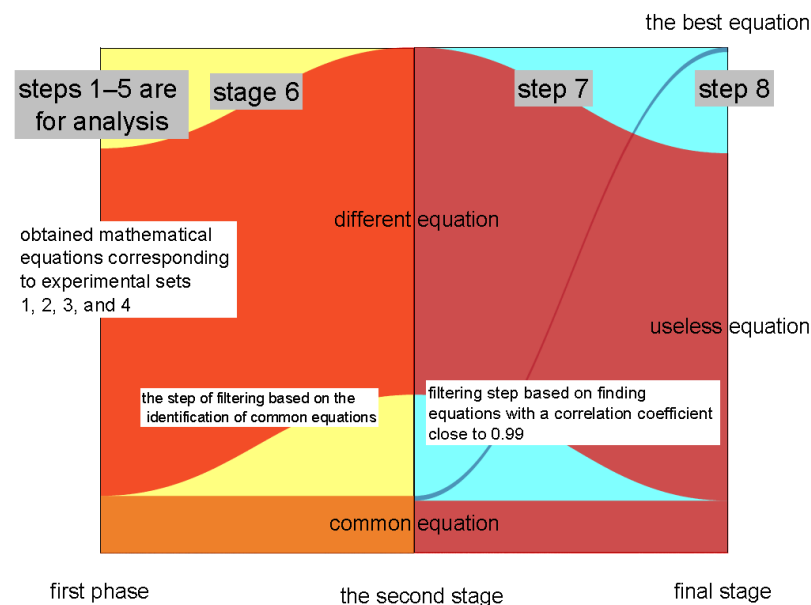 the best equation
steps 1–5 are
for analysis
stage 6
step 7
step 8
different equation
obtained mathematical
equations corresponding
to experimental sets
1, 2, 3, and 4
useless equation
the step of filtering based on the
identification of common equations
filtering step based on finding
equations with a correlation coefficient
close to 0.99
common equation
first phase
the second stage
final stage